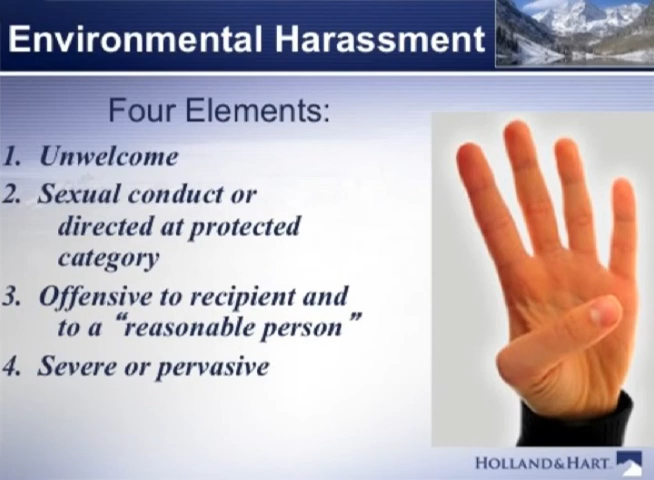 Environmental Harassment
Four Elements:
1. Unwelcome
2. Sexual conduct or
directed at protected
category
3. Offensive to recipient and
to a “reasonable person”
4. Severe or pervasive
HOLLAND&HART